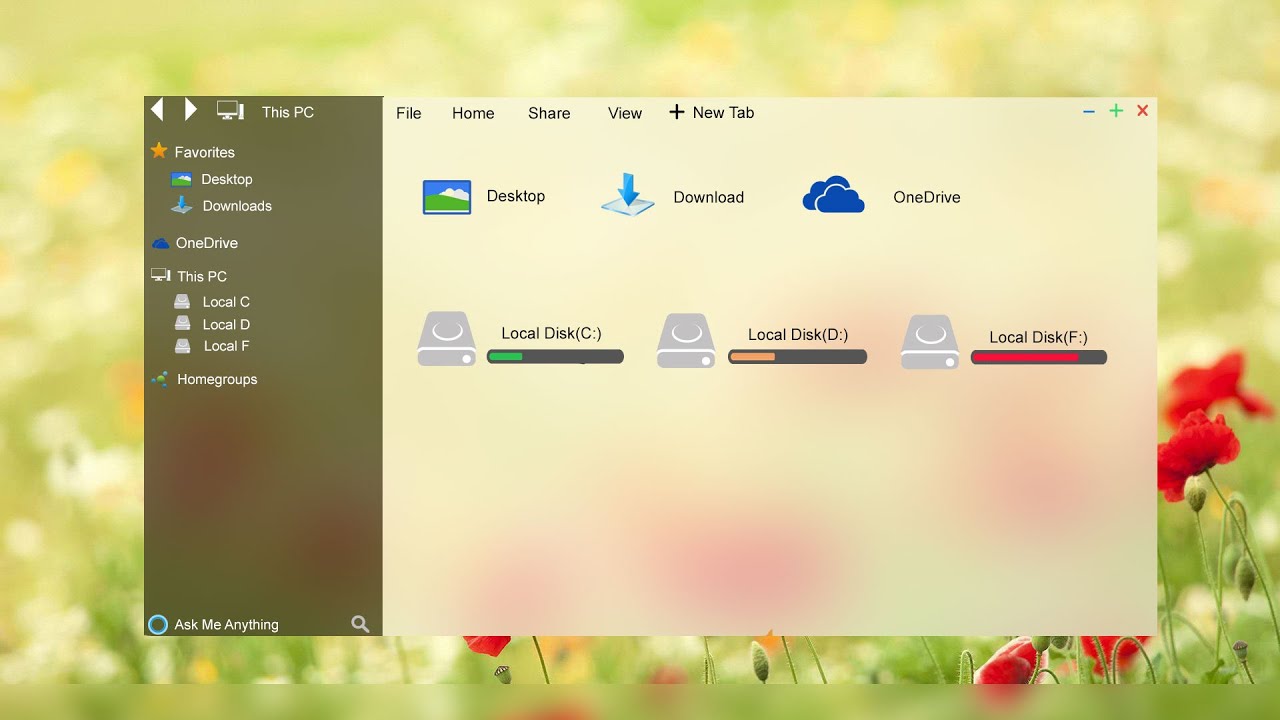 This PC
File Home Share View + New Tab
Favorites
Desktop
Downloads
OneDrive
This PC
Local C
Local D
Local F
Homegroups
Ask Me Anything
Desktop Download OneDrive
Local Disk(C:) Local Disk(D:) Local Disk(F:)